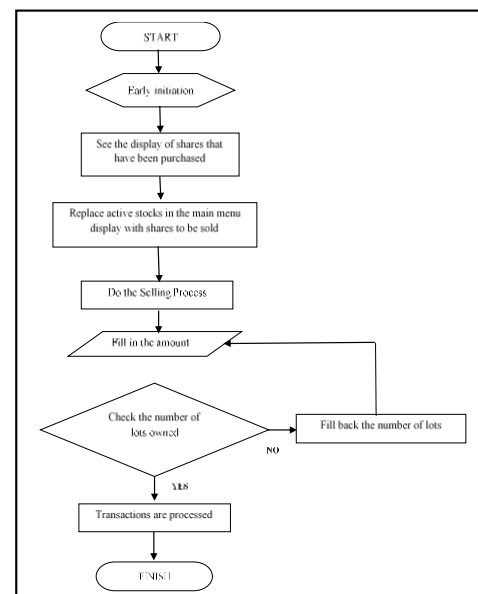 START
Early initiation
See the display of shares that
have been purchased
Replace active stocks in the main menu
display with shares to be sold
Do the Selling Process
Fill in the amount
Check the number of
lots owned
Fill back the number of lots
NO
YES
Transactions are processed
FINISH